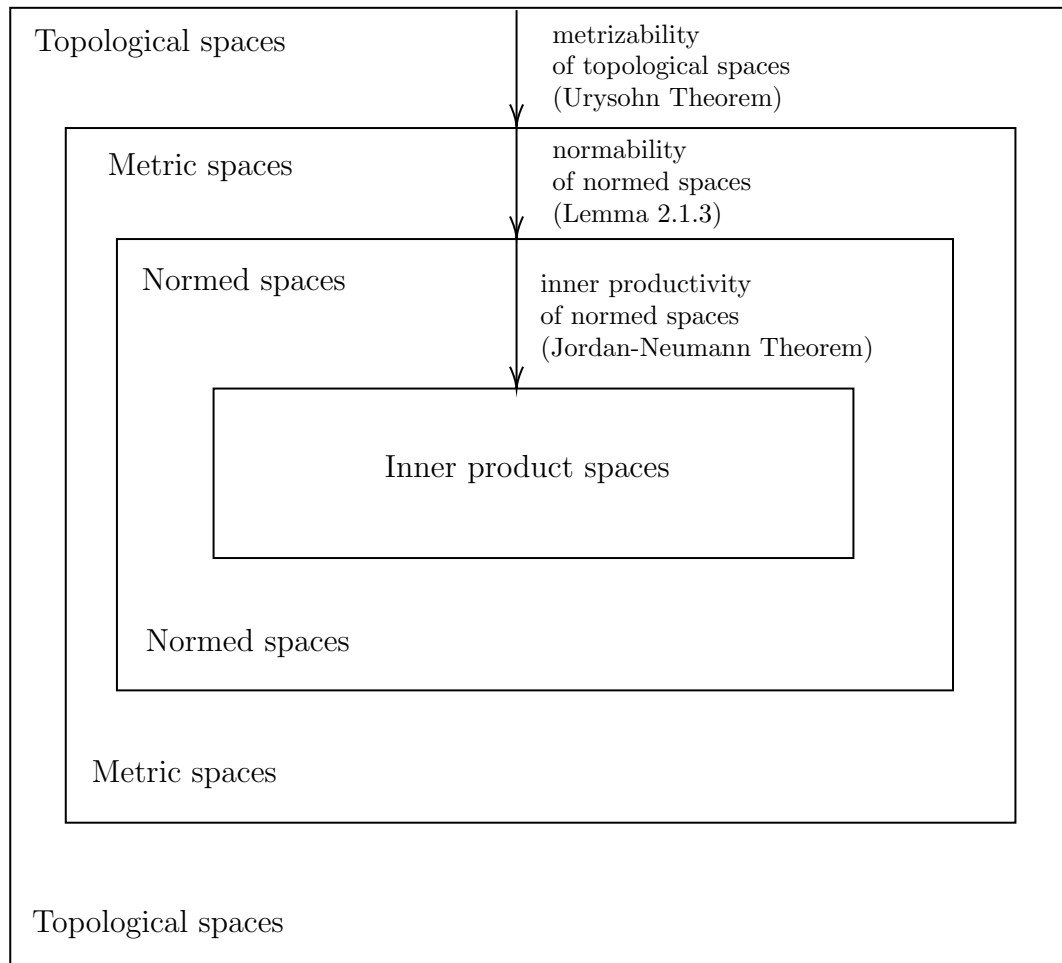 Topological spaces
metrizability
of topological spaces
(Urysohn Theorem)
Metric spaces
normability
of normed spaces
(Lemma 2.1.3)
Normed spaces
inner productivity
of normed spaces
(Jordan-Neumann Theorem)
Inner product spaces
Normed spaces
Metric spaces
Topological spaces